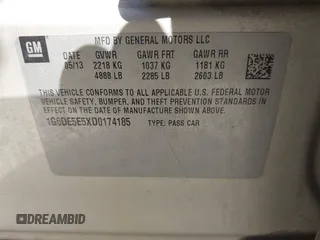 GM
MFD BY GENERAL MOTORS LLC
DATE GVWR GAWR FRT GAWR RR
05/13 2218 KG 1037 KG 1181 KG
4888 LB 2285 LB 2603 LB
THIS VEHICLE CONFORMS TO ALL APPLICABLE U.S. FEDERAL MOTOR
VEHICLE SAFETY, BUMPER, AND THEFT PREVENTION STANDARDS
IN EFFECT ON THE DATE OF MANUFACTURE SHOWN ABOVE.
1G6DE5E5XD0174185 TYPE: PASS CAR
DREAMBID